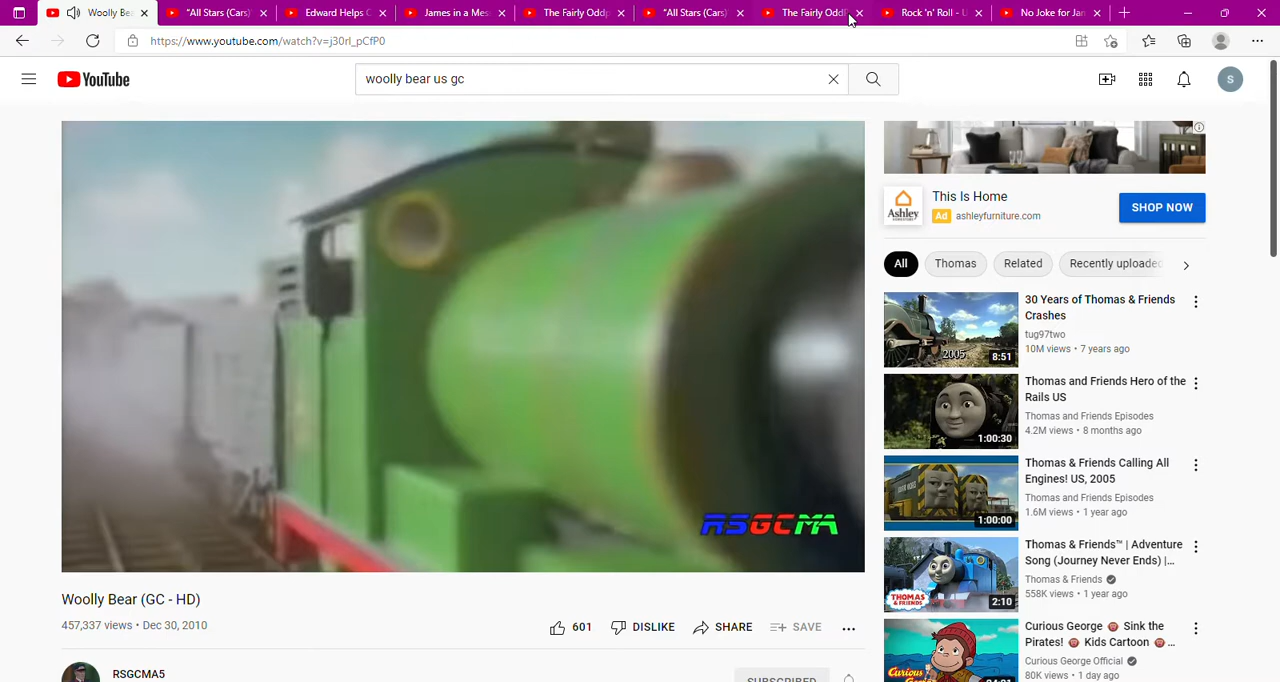 Woolly Be
"All Stars (Cars)
Edward Helps C
James in a Mes
The Fairly Oddp
"All Stars (Cars)
The Fairly Oddp
Rock 'n' Roll - U
No Joke for Jam
https://www.youtube.com/watch?v=j30rI_pCfP0
YouTube
woolly bear us gc
S
This Is Home
Ashley
Ad ashleyfurniture.com
SHOP NOW
All
Thomas
Related
Recently uploaded
2005
8:51
30 Years of Thomas & Friends
Crashes
tug97two
10M views • 7 years ago
1:00:30
Thomas and Friends Hero of the
Rails US
Thomas and Friends Episodes
4.2M views • 8 months ago
1:00:00
Thomas & Friends Calling All
Engines! US, 2005
Thomas and Friends Episodes
1.6M views • 1 year ago
THOMAS
& FRIENDS
2:10
Thomas & Friends™ | Adventure
Song (Journey Never Ends) |...
Thomas & Friends
558K views • 1 year ago
Curious
Curious George 🐵 Sink the
Pirates! 🐵 Kids Cartoon 🐵...
Curious George Official
80K views • 1 day ago
RSGCMA
Woolly Bear (GC - HD)
457,337 views • Dec 30, 2010
601
DISLIKE
SHARE
SAVE
RSGCMA5
SUBSCRIBED